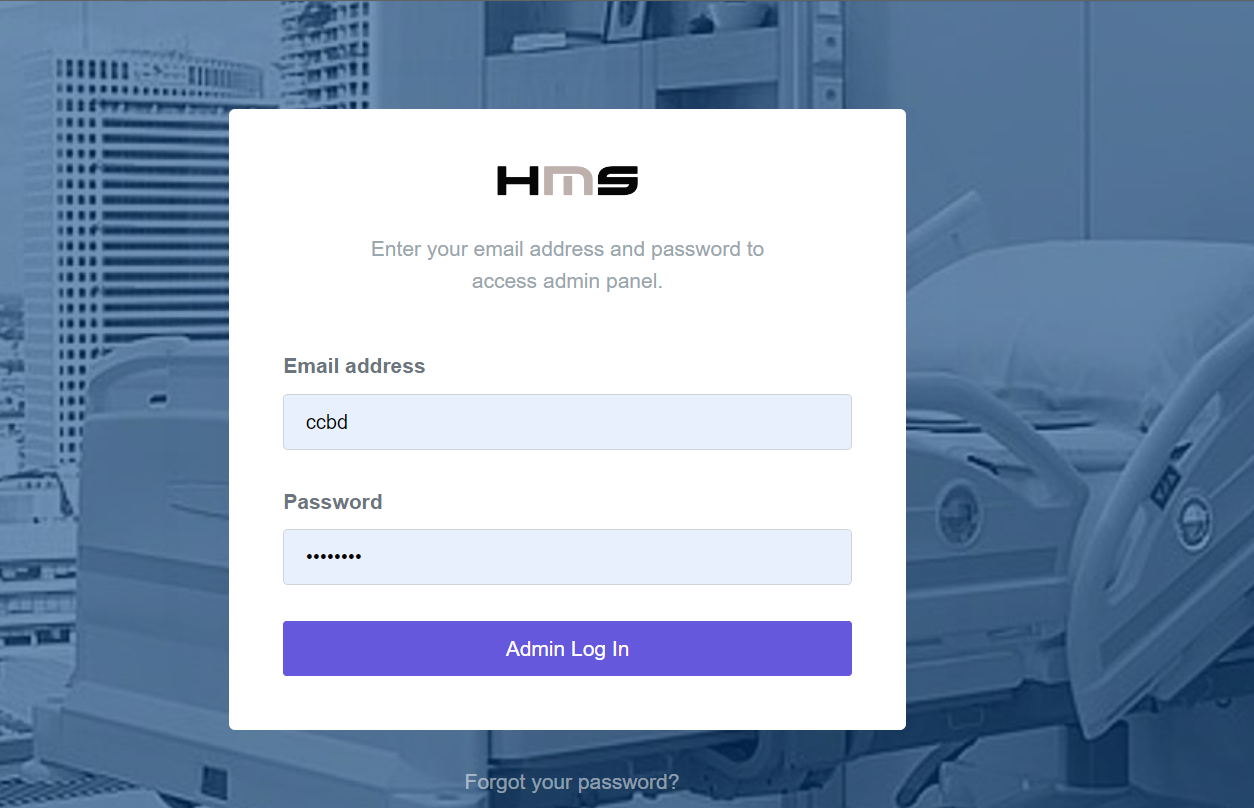 HMS
Enter your email address and password to
access admin panel.
Email address
ccbd
Password
••••••••
Admin Log In
Forgot your password?